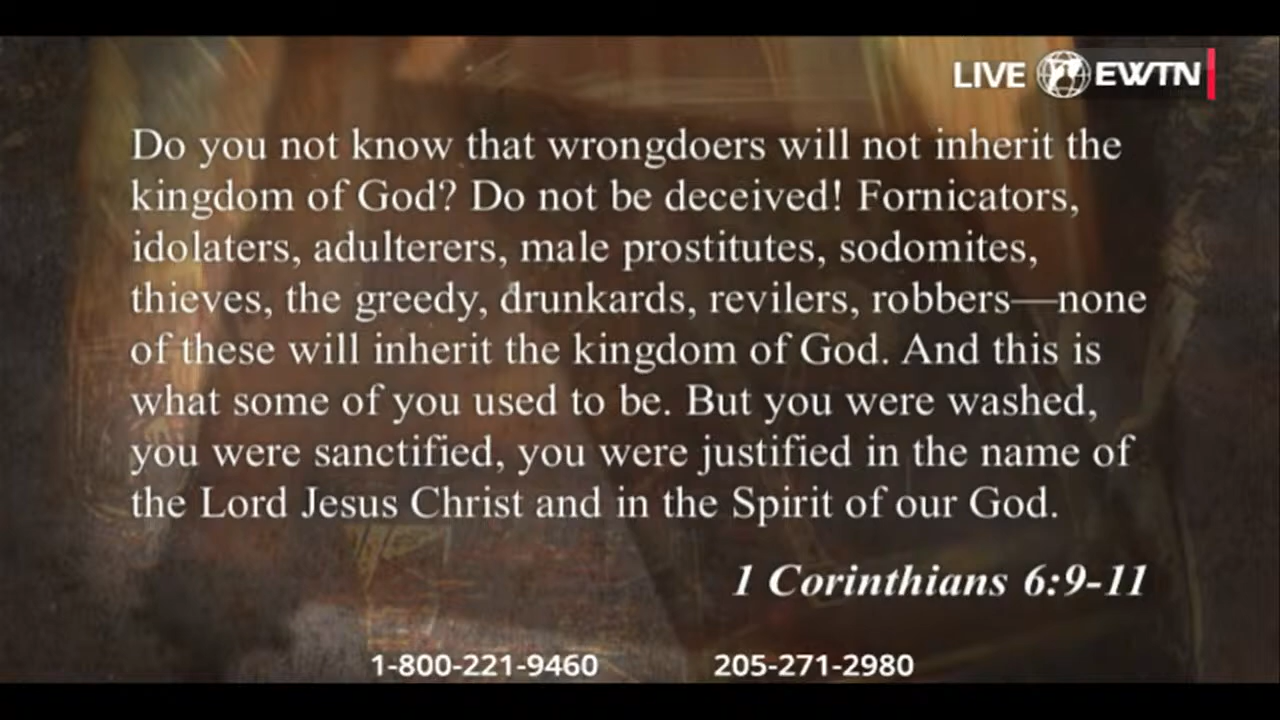 LIVE EWTN
Do you not know that wrongdoers will not inherit the
kingdom of God? Do not be deceived! Fornicators,
idolaters, adulterers, male prostitutes, sodomites,
thieves, the greedy, drunkards, revilers, robbers—none
of these will inherit the kingdom of God. And this is
what some of you used to be. But you were washed,
you were sanctified, you were justified in the name of
the Lord Jesus Christ and in the Spirit of our God.
1 Corinthians 6:9-11
1-800-221-9460 205-271-2980